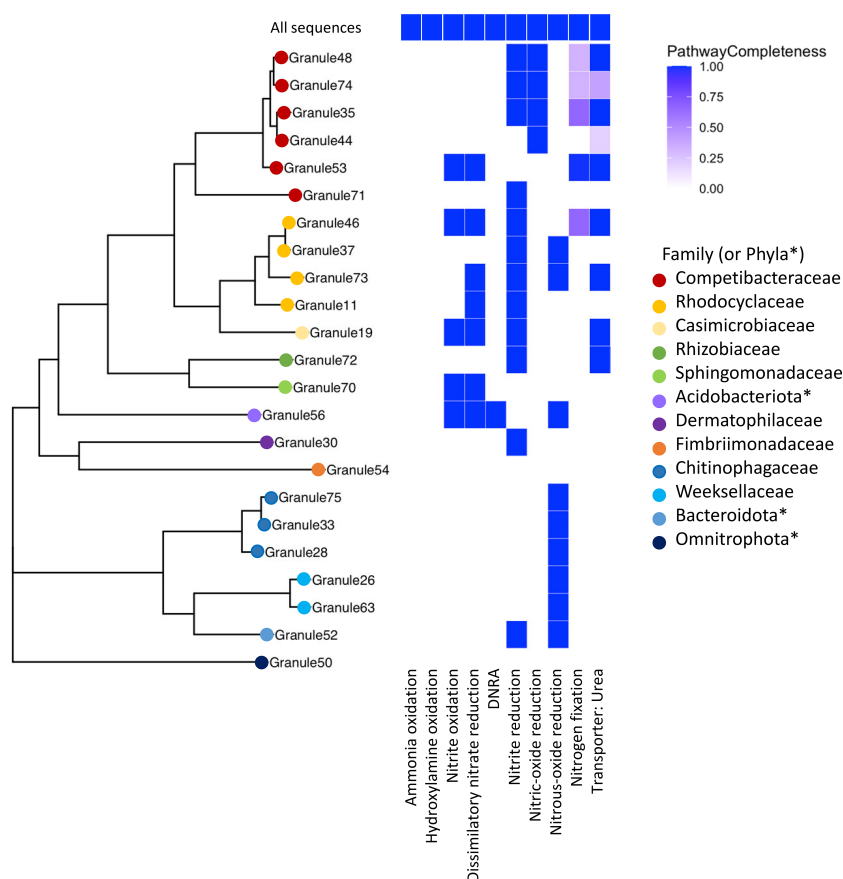 All sequences
Granule48
Granule74
Granule35
Granule44
Granule53
Granule71
Granule46
Granule37
Granule73
Granule11
Granule19
Granule72
Granule70
Granule56
Granule30
Granule54
Granule75
Granule33
Granule28
Granule26
Granule63
Granule52
Granule50
PathwayCompleteness
1.00
0.75
0.50
0.25
0.00
Family (or Phyla*)
Competibacteraceae
Rhodocyclaceae
Casimicrobiaceae
Rhizobiaceae
Sphingomonadaceae
Acidobacteriota*
Dermatophilaceae
Fimbriimonadaceae
Chitinophagaceae
Weeksellaceae
Bacteroidota*
Omnitrophota*
Ammonia oxidation
Hydroxylamine oxidation
Nitrite oxidation
Dissimilatory nitrate reduction
DNRA
Nitrite reduction
Nitric-oxide reduction
Nitrous-oxide reduction
Nitrogen fixation
Transporter: Urea